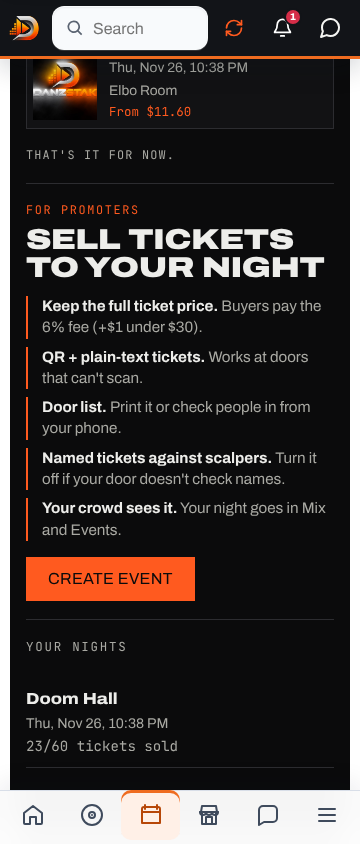 Search
1
Thu, Nov 26, 10:38 PM
DANZSTAK
Elbo Room
From $11.60
THAT'S IT FOR NOW.
FOR PROMOTERS
SELL TICKETS
TO YOUR NIGHT
Keep the full ticket price. Buyers pay the
6% fee (+$1 under $30).
QR + plain-text tickets. Works at doors
that can't scan.
Door list. Print it or check people in from
your phone.
Named tickets against scalpers. Turn it
off if your door doesn't check names.
Your crowd sees it. Your night goes in Mix
and Events.
CREATE EVENT
YOUR NIGHTS
Doom Hall
Thu, Nov 26, 10:38 PM
23/60 tickets sold